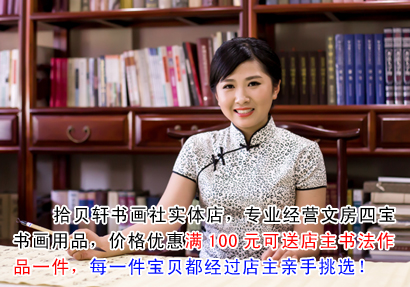 拾贝轩书画社实体店，专业经营文房四宝
书画用品，价格优惠满100元可送店主书法作
品一件，每一件宝贝都经过店主亲手挑选！